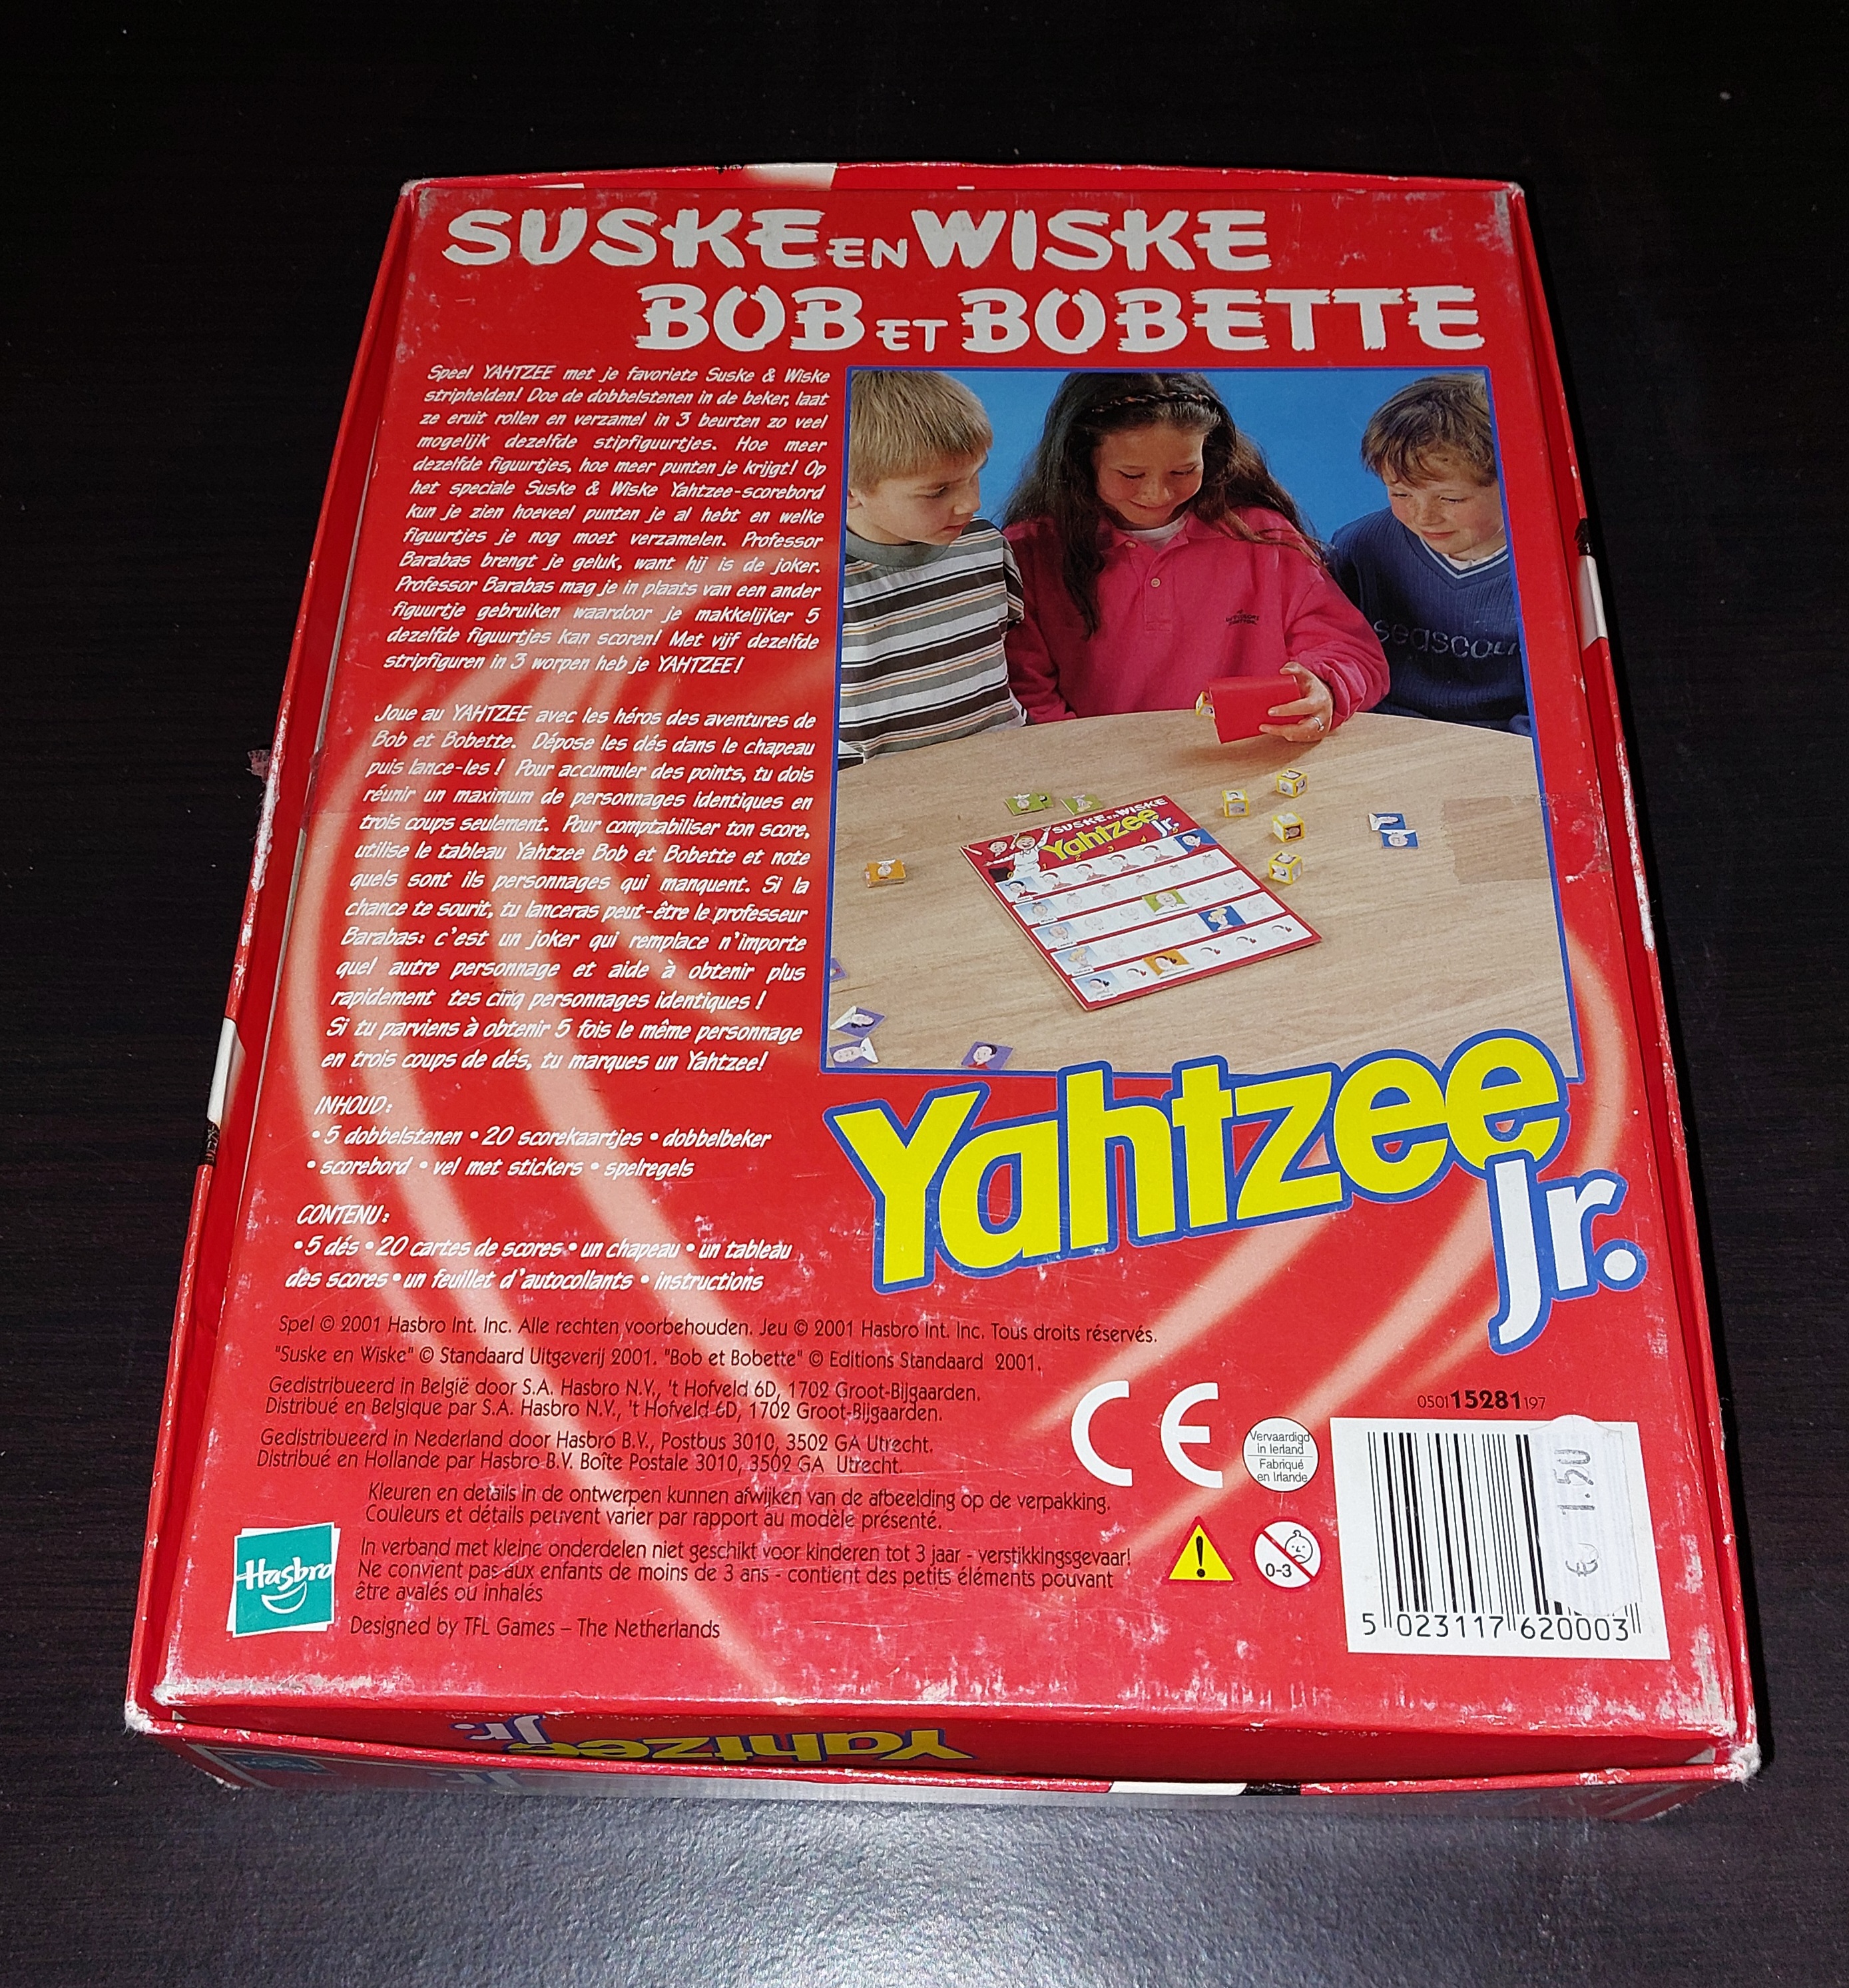 SUSKE EN WISKE
BOB ET BOBETTE
Speel YAHTZEE met je favoriete Suske & Wiske
striphelden! Doe de dobbelstenen in de beker, laat
ze eruit rollen en verzamel in 3 beurten zo veel
mogelijk dezelfde stipfiguurtjes. Hoe meer
dezelfde figuurtjes, hoe meer punten je krijgt! Op
het speciale Suske & Wiske Yahtzee-scorebord
kun je zien hoeveel punten je al hebt en welke
figuurtjes je nog moet verzamelen. Professor
Barabas brengt je geluk, want hij is de joker.
Professor Barabas mag je in plaats van een ander
figuurtje gebruiken waardoor je makkelijker 5
dezelfde figuurtjes kan scoren! Met vijf dezelfde
stripfiguren in 3 worpen heb je YAHTZEE!
Joue au YAHTZEE avec les héros des aventures de
Bob et Bobette. Dépose les dés dans le chapeau
puis lance-les ! Pour accumuler des points, tu dois
réunir un maximum de personnages identiques en
trois coups seulement. Pour comptabiliser ton score,
utilise le tableau Yahtzee Bob et Bobette et note
quels sont ils personnages qui manquent. Si la
chance te sourit, tu lanceras peut-être le professeur
Barabas: c'est un joker qui remplace n'importe
quel autre personnage et aide à obtenir plus
rapidement tes cinq personnages identiques !
Si tu parviens à obtenir 5 fois le même personnage
en trois coups de dés, tu marques un Yahtzee!
seascou
SUSKE EN WISKE
Yahtzee
jr.
INHOUD:
• 5 dobbelstenen • 20 scorekaartjes • dobbelbeker
• scorebord • vel met stickers • spelregels
CONTENU:
• 5 dés • 20 cartes de scores • un chapeau • un tableau
des scores • un feuillet d'autocollants • instructions
Yahtzee
jr.
Spel © 2001 Hasbro Int. Inc. Alle rechten voorbehouden. Jeu © 2001 Hasbro Int. Inc. Tous droits réservés.
"Suske en Wiske" © Standaard Uitgeverij 2001. "Bob et Bobette" © Editions Standaard 2001.
Gedistribueerd in België door S.A. Hasbro N.V., 't Hofveld 6D, 1702 Groot-Bijgaarden.
Distribué en Belgique par S.A. Hasbro N.V., 't Hofveld 6D, 1702 Groot-Bijgaarden.
Gedistribueerd in Nederland door Hasbro B.V., Postbus 3010, 3502 GA Utrecht.
Distribué en Hollande par Hasbro B.V. Boîte Postale 3010, 3502 GA Utrecht.
Kleuren en details in de ontwerpen kunnen afwijken van de afbeelding op de verpakking.
Couleurs et détails peuvent varier par rapport au modèle présenté.
In verband met kleine onderdelen niet geschikt voor kinderen tot 3 jaar - verstikkingsgevaar!
Ne convient pas aux enfants de moins de 3 ans - contient des petits éléments pouvant
être avalés ou inhalés
Designed by TFL Games – The Netherlands
Hasbro
CE
Vervaardigd
in Ierland
Fabriqué
en Irlande
0-3
050115281197
€ 1.50
5 023117 620003
Yahtzee
jr.